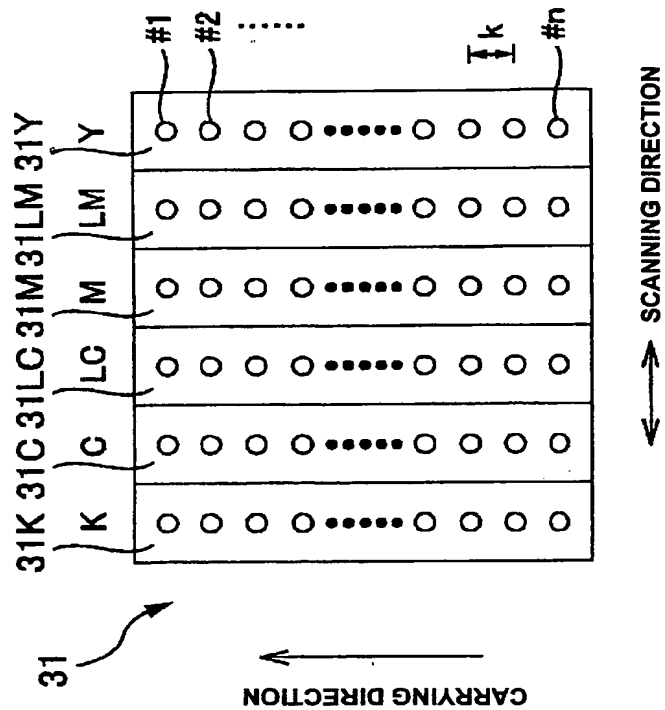 31K 31C 31LC 31M 31LM 31Y
K C LC M LM Y
#1
#2
k
#n
31
CARRYING DIRECTION
SCANNING DIRECTION